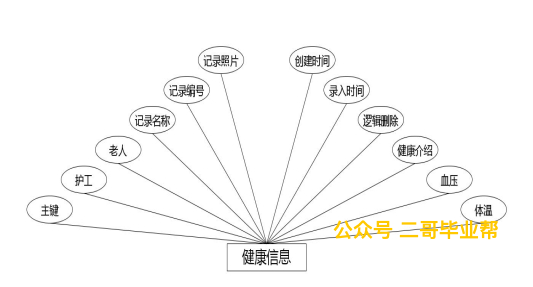 记录照片
创建时间
记录编号
录入时间
记录名称
逻辑删除
老人
健康介绍
护工
血压
主键
体温
公众号 二哥毕业帮
健康信息